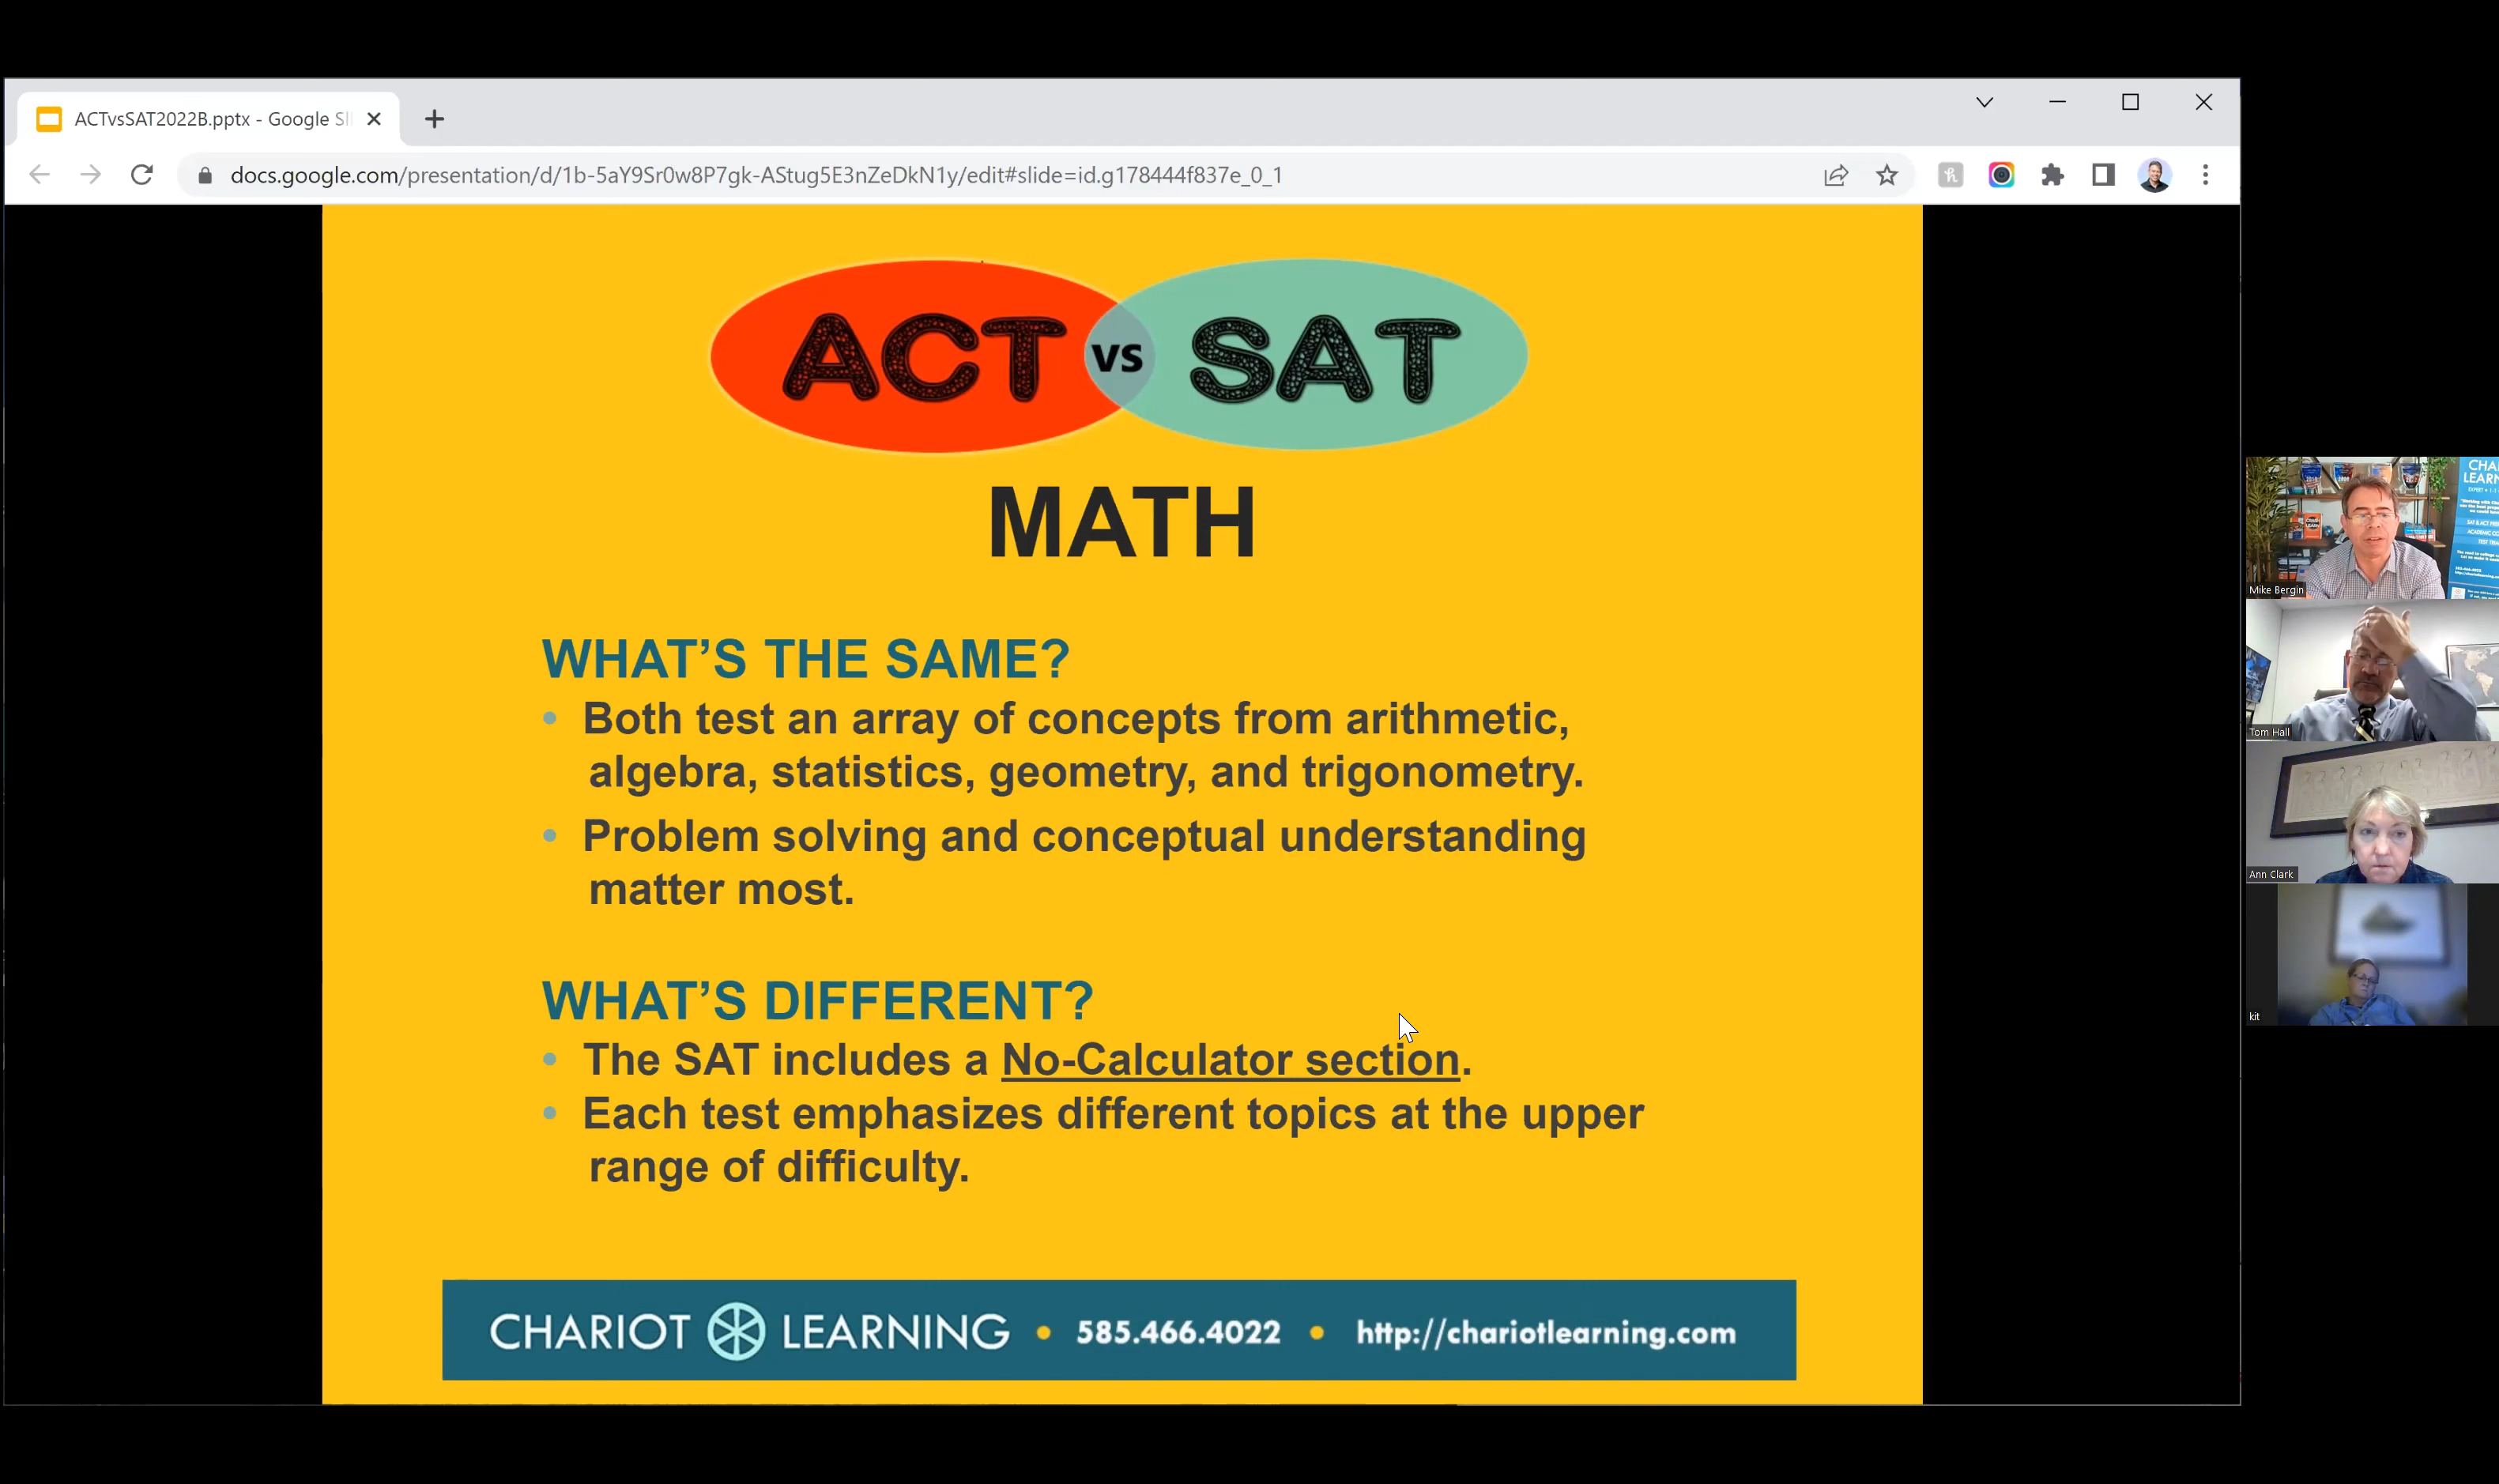 ACTvsSAT2022B.pptx - Google Sl
docs.google.com/presentation/d/1b-5aY9Sr0w8P7gk-AStug5E3nZeDkN1y/edit#slide=id.g178444f837e_0_1
ACT vs SAT
MATH
WHAT’S THE SAME?
• Both test an array of concepts from arithmetic,
algebra, statistics, geometry, and trigonometry.
• Problem solving and conceptual understanding
matter most.
WHAT’S DIFFERENT?
• The SAT includes a No-Calculator section.
• Each test emphasizes different topics at the upper
range of difficulty.
CHARIOT LEARNING • 585.466.4022 • http://chariotlearning.com
CHA
LEARN
Mike Bergin
Tom Hall
Ann Clark
kit